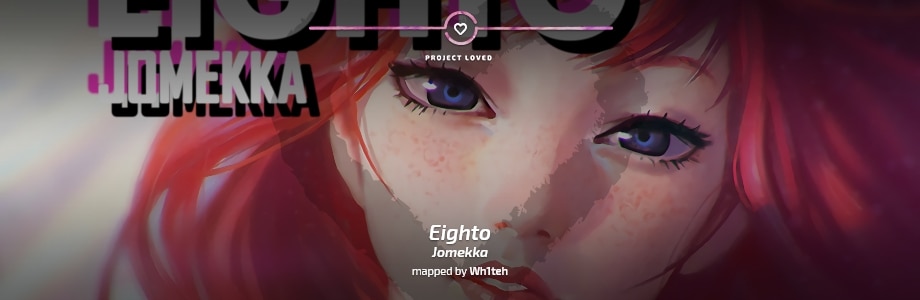 EIGHTO
JOMEKKA
PROJECT LOVED
Eighto
Jomekka
mapped by Wh1teh